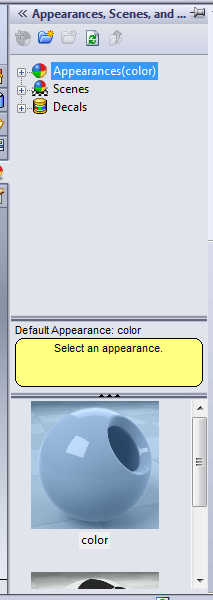 Appearances, Scenes, and ...
Appearances(color)
Scenes
Decals
Default Appearance: color
Select an appearance.
color